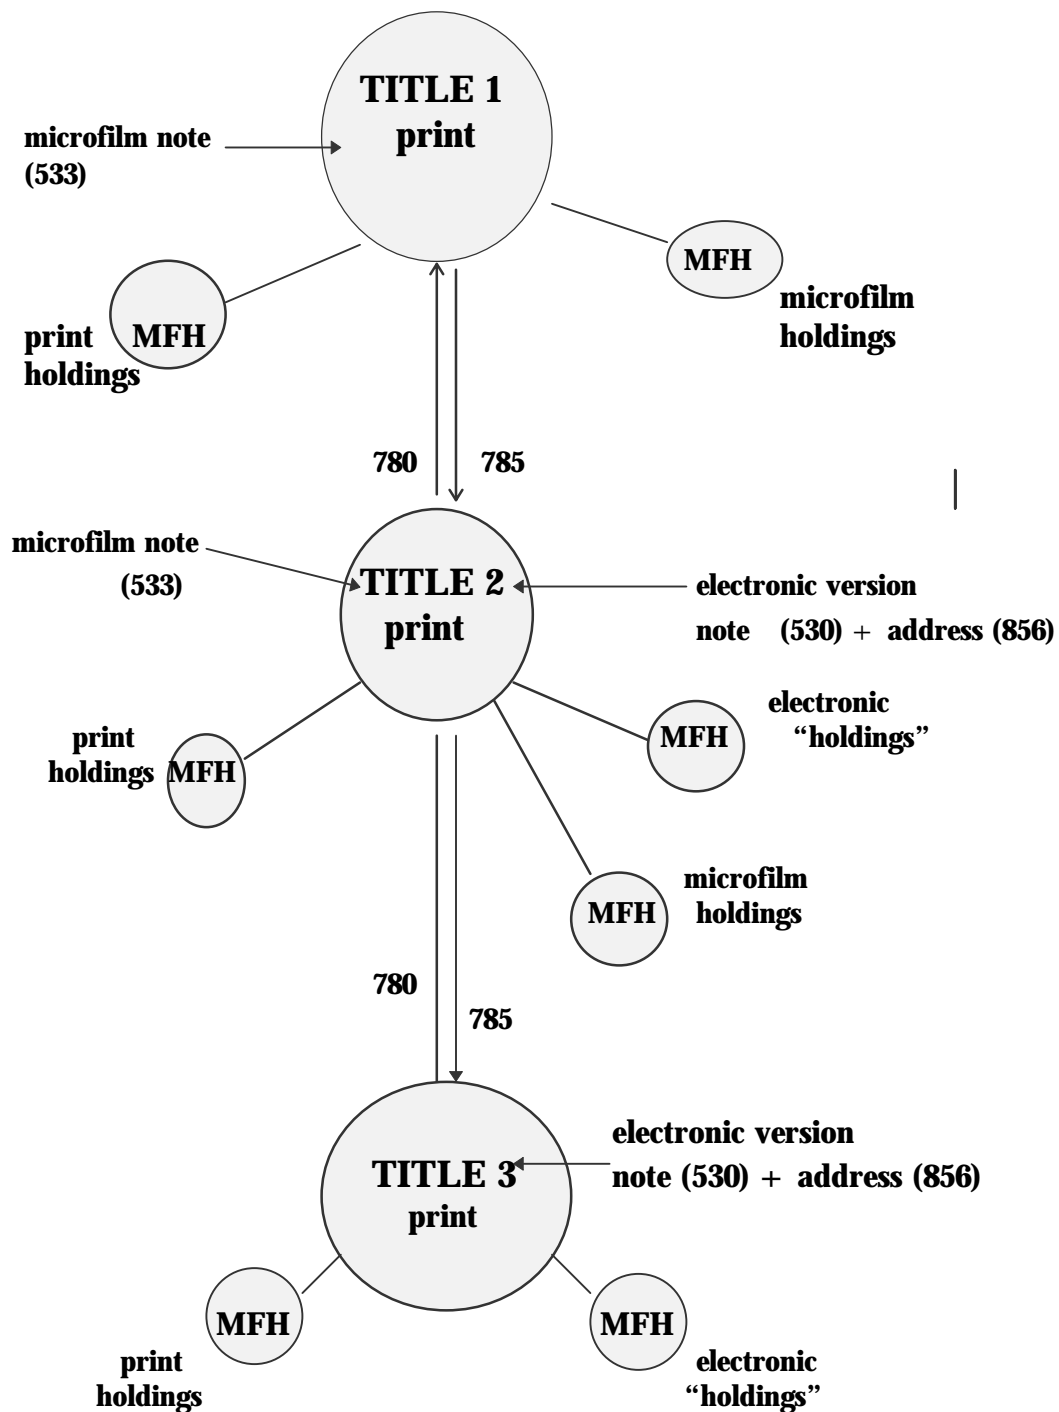 TITLE 1
print
microfilm note
(533)
MFH
microfilm
holdings
print
holdings
MFH
780
785
microfilm note
(533)
TITLE 2
print
electronic version
note (530) + address (856)
electronic
“holdings”
MFH
print
holdings
MFH
microfilm
holdings
MFH
780
785
electronic version
note (530) + address (856)
TITLE 3
print
MFH
print
holdings
MFH
electronic
“holdings”